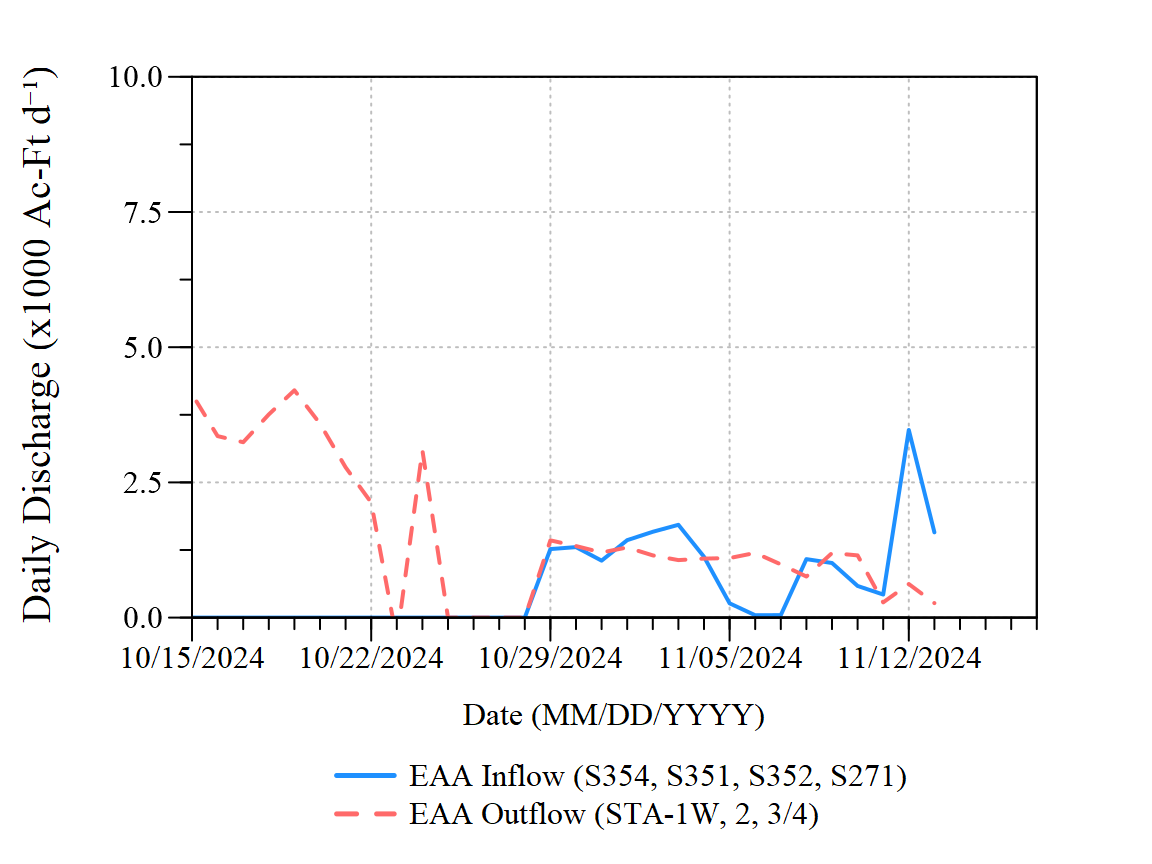 Daily Discharge (x1000 Ac-Ft d⁻¹)
10.0
7.5
5.0
2.5
0.0
10/15/2024 10/22/2024 10/29/2024 11/05/2024 11/12/2024
Date (MM/DD/YYYY)
EAA Inflow (S354, S351, S352, S271)
EAA Outflow (STA-1W, 2, 3/4)